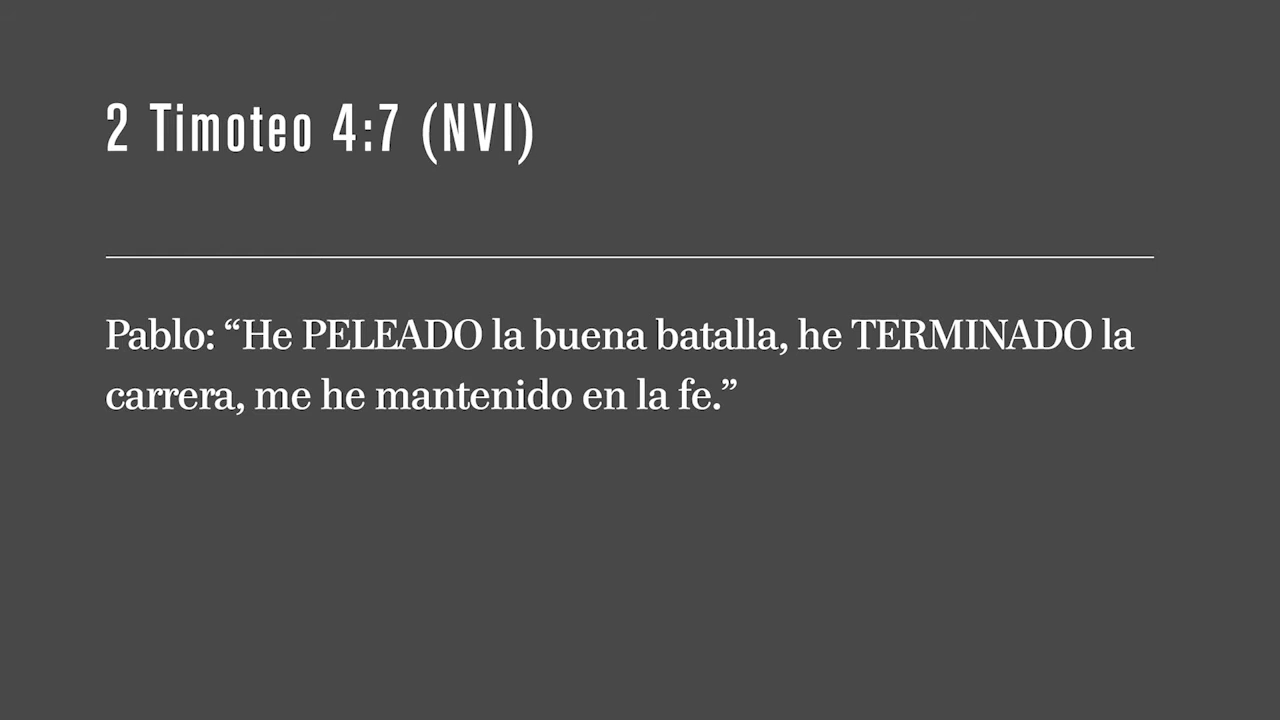 2 Timoteo 4:7 (NVI)
Pablo: “He PELEADO la buena batalla, he TERMINADO la
carrera, me he mantenido en la fe.”